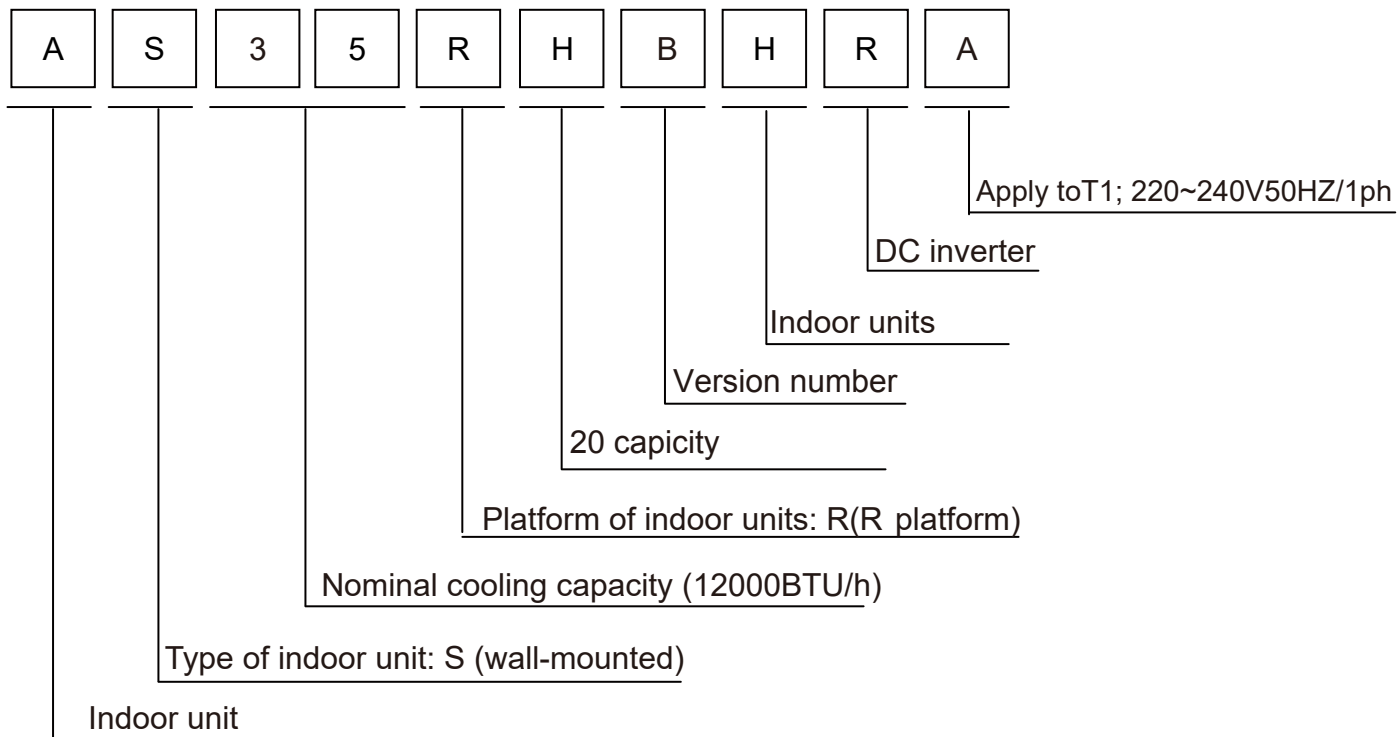 A S 3 5 R H B H R A
Apply toT1; 220~240V50HZ/1ph
DC inverter
Indoor units
Version number
20 capicity
Platform of indoor units: R(R platform)
Nominal cooling capacity (12000BTU/h)
Type of indoor unit: S (wall-mounted)
Indoor unit